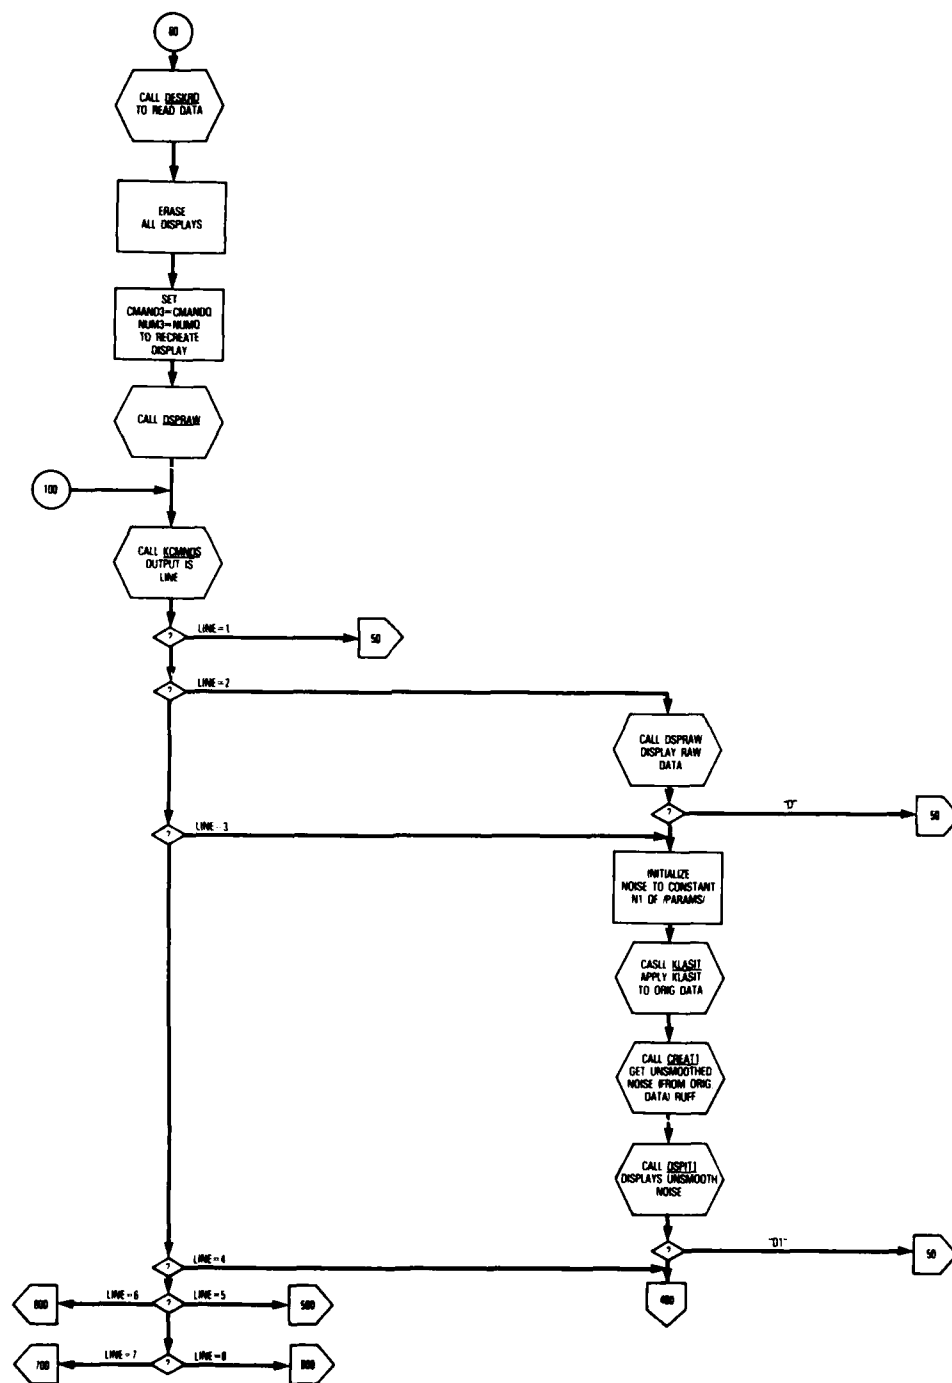 CALL DESKRD
TO READ DATA
ERASE
ALL DISPLAYS
SET
CMAND3=CMANDQ
NUM3=NUMQ
TO RECREATE
DISPLAY
CALL DSPRAW
100
CALL KCMNDS
OUTPUT IS
LINE
?
LINE=1
50
?
LINE=2
CALL DSPRAW
DISPLAY RAW
DATA
?
"D"
50
?
LINE=3
INITIALIZE
NOISE TO CONSTANT
N1 OF /PARAMS/
CASLL KLASIT
APPLY KLASIT
TO ORIG DATA
CALL CREAT1
GET UNSMOOTHED
NOISE (FROM ORIG
DATA) RUFF
CALL DSPIT1
DISPLAYS UNSMOOTH
NOISE
?
"D1"
50
?
LINE=4
400
LINE=6
?
LINE=5
500
700
LINE=7
?
LINE=8